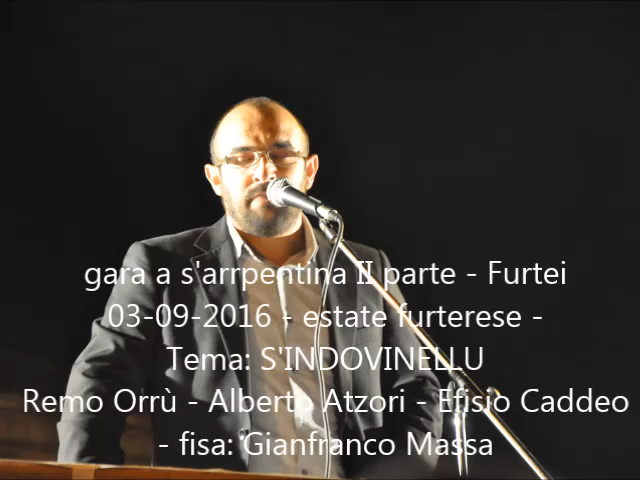 gara a s'arrpentina II parte - Furtei
03-09-2016 - estate furterese -
Tema: S'INDOVINELLU
Remo Orrù - Alberto Atzori - Efisio Caddeo
- fisa: Gianfranco Massa